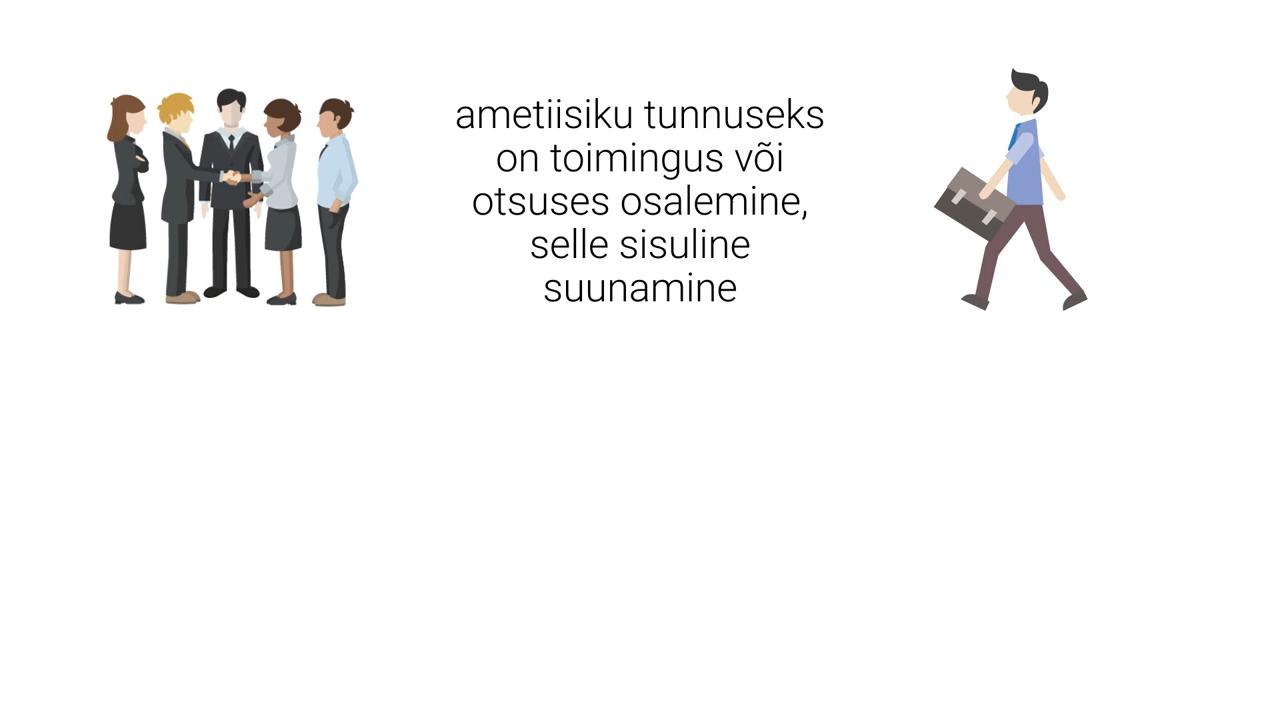 ametiisiku tunnuseks
on toimingus või
otsuses osalemine,
selle sisuline
suunamine